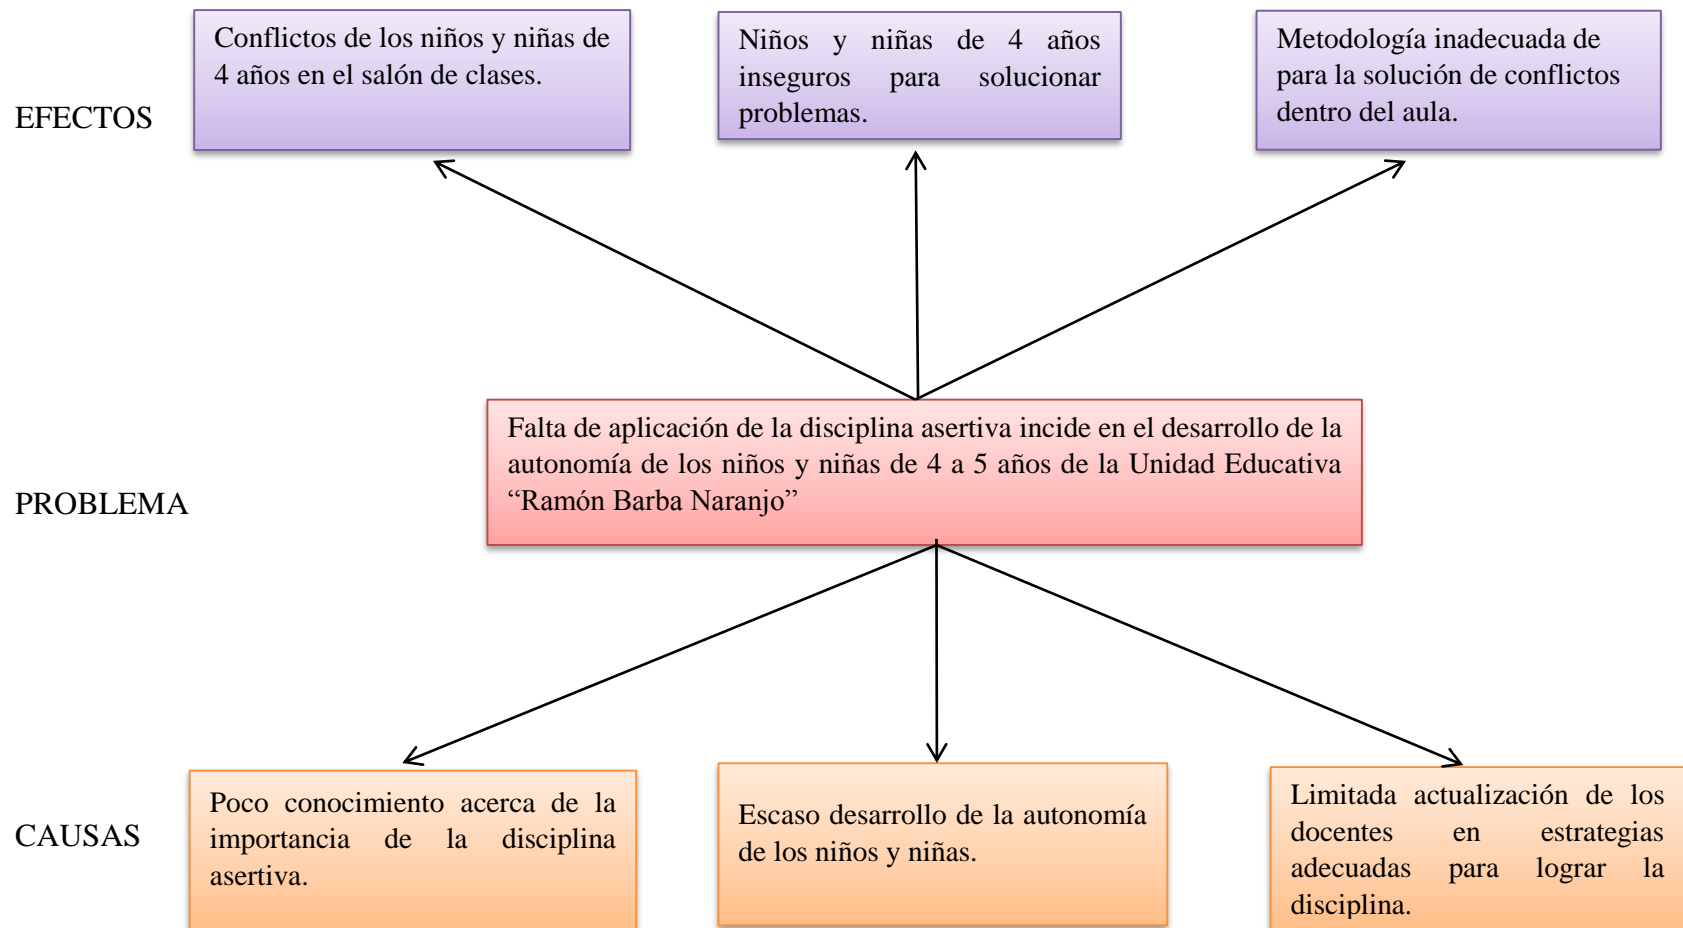 EFECTOS
Conflictos de los niños y niñas de
4 años en el salón de clases.
Niños y niñas de 4 años
inseguros para solucionar
problemas.
Metodología inadecuada de
para la solución de conflictos
dentro del aula.
PROBLEMA
Falta de aplicación de la disciplina asertiva incide en el desarrollo de la
autonomía de los niños y niñas de 4 a 5 años de la Unidad Educativa
“Ramón Barba Naranjo”
CAUSAS
Poco conocimiento acerca de la
importancia de la disciplina
asertiva.
Escaso desarrollo de la autonomía
de los niños y niñas.
Limitada actualización de los
docentes en estrategias
adecuadas para lograr la
disciplina.